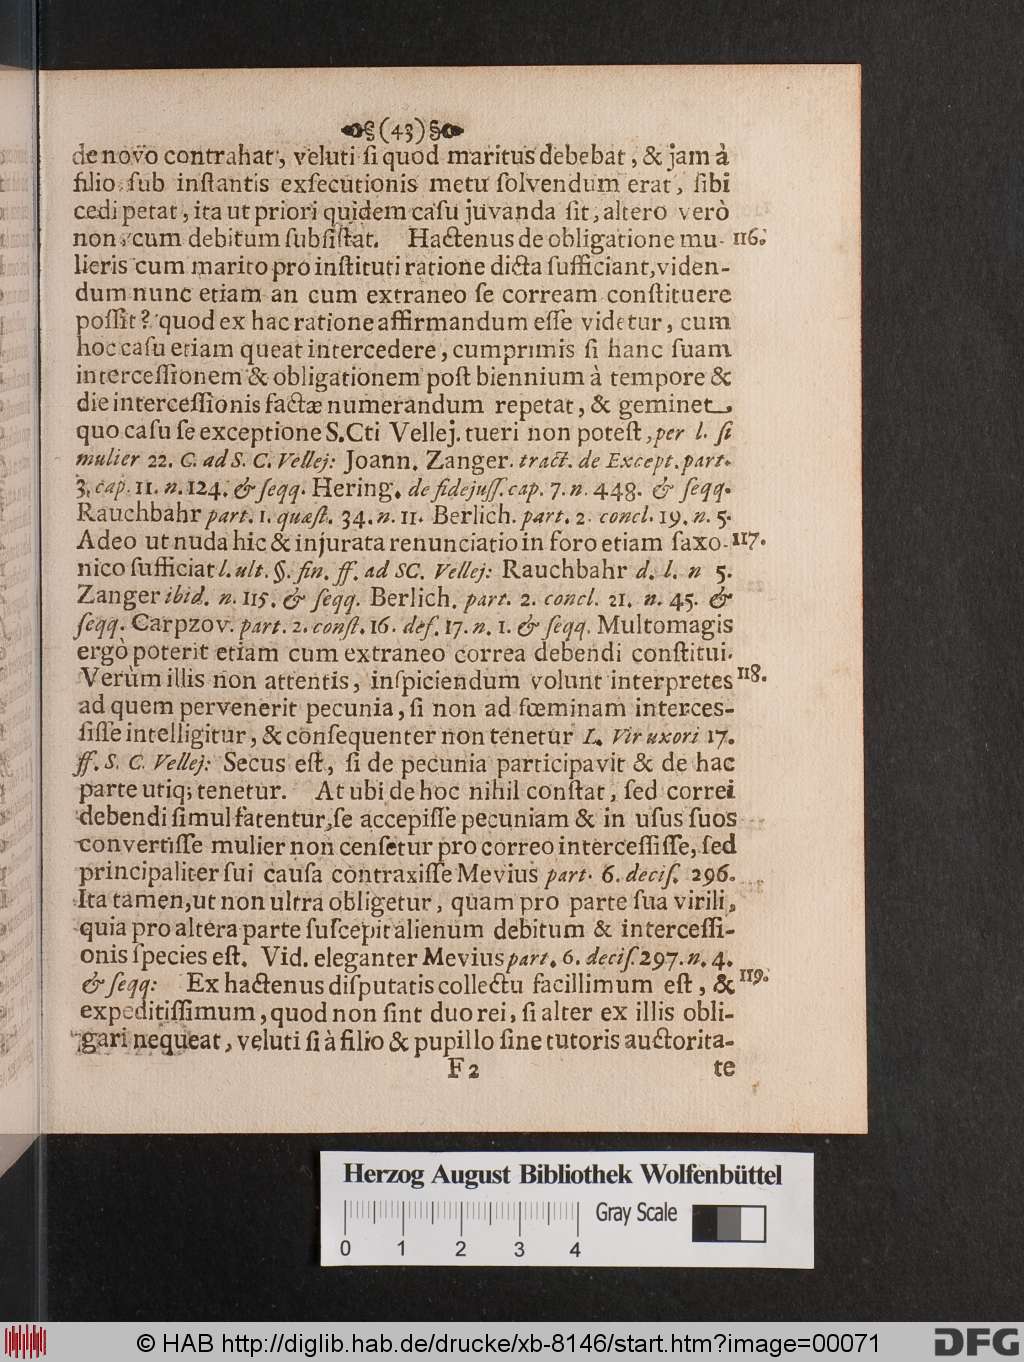 §(43)§
de novo contrahat, veluti ſi quod maritus debebat, & jam à
filio ſub inſtantis exſecutionis metu ſolvendum erat, ſibi
cedi petat, ita ut priori quidem caſu juvanda ſit, altero verò
non, cum debitum ſubſiſtat. Hactenus de obligatione mu- 116.
lieris cum marito pro inſtituti ratione dicta ſufficiant, viden-
dum nunc etiam an cum extraneo ſe corream conſtituere
poſſit? quod ex hac ratione affirmandum eſſe videtur, cum
hoc caſu etiam queat intercedere, cumprimis ſi hanc ſuam
interceſſionem & obligationem poſt biennium à tempore &
die interceſſionis factæ numerandum repetat, & geminet,
quo caſu ſe exceptione S.Cti Vellej. tueri non poteſt, per l. ſi
mulier 22. C. ad S. C. Vellej: Joann. Zanger. tract. de Except. part.
3. cap. 11. n. 124. & ſeqq. Hering. de fidejuſſ. cap. 7. n. 448. & ſeqq.
Rauchbahr part. 1. quæſt. 34. n. 11. Berlich. part. 2. concl. 19. n. 5.
Adeo ut nuda hic & injurata renunciatio in foro etiam ſaxo- 117.
nico ſufficiat l. ult. §. fin. ff. ad SC. Vellej: Rauchbahr d. l. n 5.
Zanger ibid. n. 115. & ſeqq. Berlich. part. 2. concl. 21. n. 45. &
ſeqq. Carpzov. part. 2. conſt. 16. def. 17. n. 1. & ſeqq. Multomagis
ergò poterit etiam cum extraneo correa debendi conſtitui.
Verùm illis non attentis, inſpiciendum volunt interpretes 118.
ad quem pervenerit pecunia, ſi non ad fœminam interceſ-
ſiſſe intelligitur, & conſequenter non tenetur L. Vir uxori 17.
ff. S. C. Vellej: Secus eſt, ſi de pecunia participavit & de hac
parte utiq; tenetur. At ubi de hoc nihil conſtat, ſed correi
debendi ſimul fatentur, ſe accepiſſe pecuniam & in uſus ſuos
convertiſſe mulier non cenſetur pro correo interceſſiſſe, ſed
principaliter ſui cauſa contraxiſſe Mevius part. 6. deciſ. 296.
Ita tamen, ut non ultra obligetur, quam pro parte ſua virili,
quia pro altera parte ſuſcepit alienum debitum & interceſſi-
onis ſpecies eſt. Vid. eleganter Mevius part. 6. deciſ. 297. n. 4.
& ſeqq: Ex hactenus diſputatis collectu facillimum eſt, & 119.
expeditiſſimum, quod non ſint duo rei, ſi alter ex illis obli-
gari nequeat, veluti ſi à filio & pupillo ſine tutoris auctorita-
F 2 te
Herzog August Bibliothek Wolfenbüttel
Gray Scale
0 1 2 3 4
© HAB http://diglib.hab.de/drucke/xb-8146/start.htm?image=00071
DFG